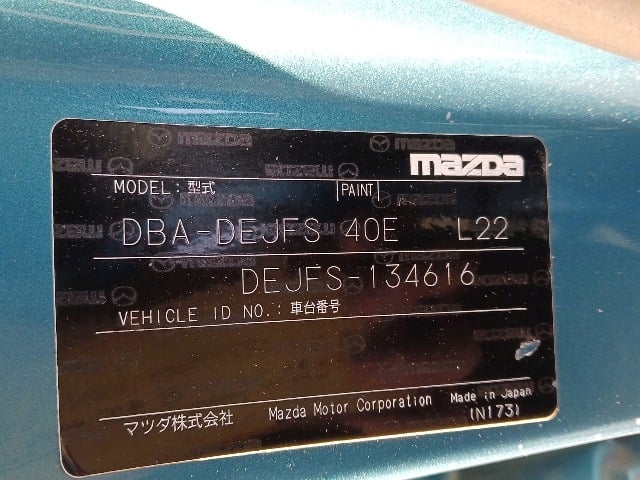 mazda
MODEL: 型式 PAINT
DBA-DEJFS 40E L22
DEJFS-134616
VEHICLE ID NO.: 車台番号
マツダ株式会社 Mazda Motor Corporation Made in Japan
(N173)